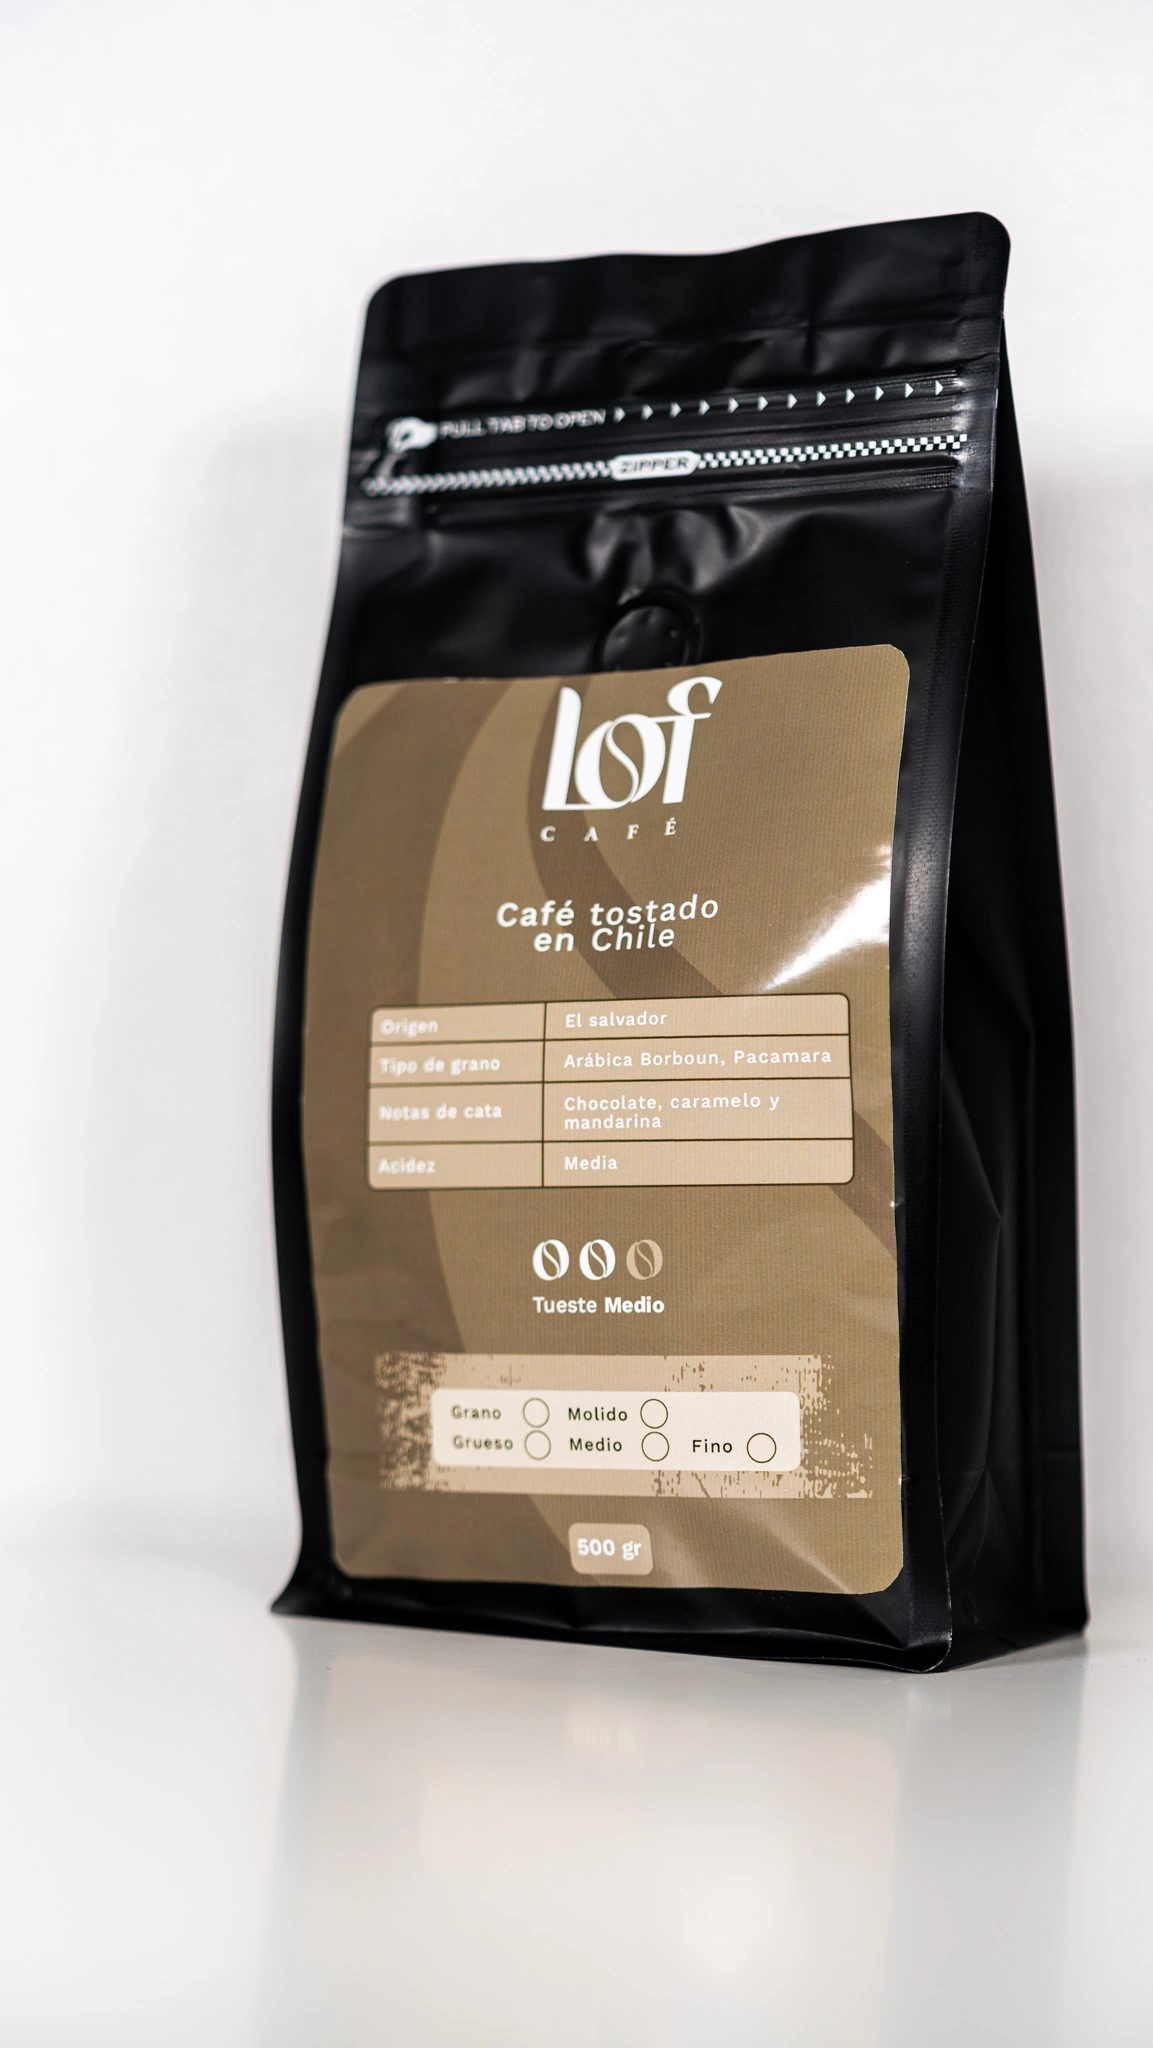 PULL TAB TO OPEN
ZIPPER
lof
CAFÉ
Café tostado
en Chile
Origen El salvador
Tipo de grano Arábica Borboun, Pacamara
Notas de cata Chocolate, caramelo y
mandarina
Acidez Media
Tueste Medio
Grano Molido
Grueso Medio Fino
500 gr